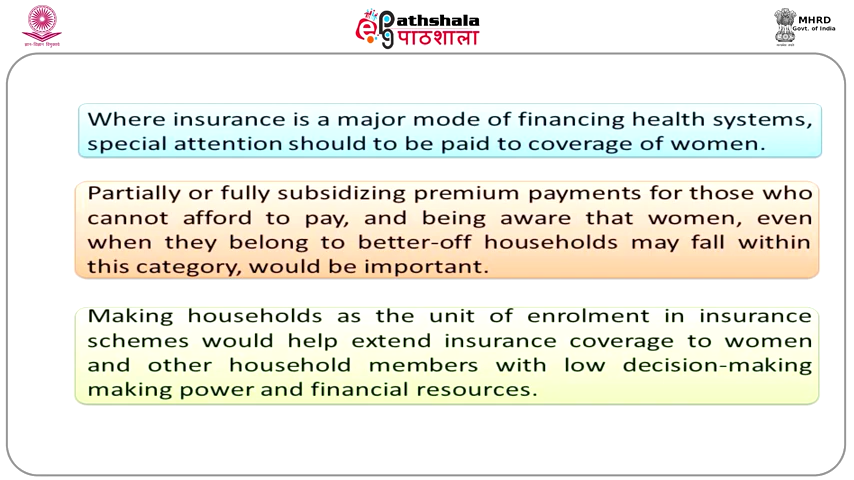 ePathshala
पाठशाला
MHRD
Govt. of India
Where insurance is a major mode of financing health systems,
special attention should to be paid to coverage of women.
Partially or fully subsidizing premium payments for those who
cannot afford to pay, and being aware that women, even
when they belong to better-off households may fall within
this category, would be important.
Making households as the unit of enrolment in insurance
schemes would help extend insurance coverage to women
and other household members with low decision-making
making power and financial resources.